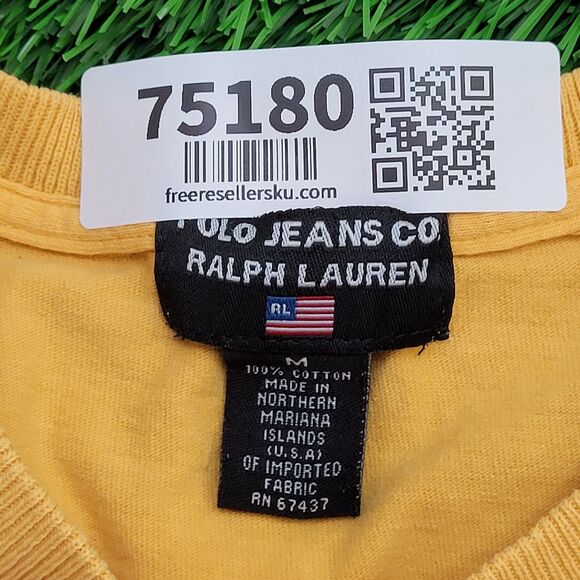 75180
freeresellersku.com
POLO JEANS CO
RALPH LAUREN
RL
M
100% COTTON
MADE IN
NORTHERN
MARIANA
ISLANDS
(U.S.A)
OF IMPORTED
FABRIC
RN 67437